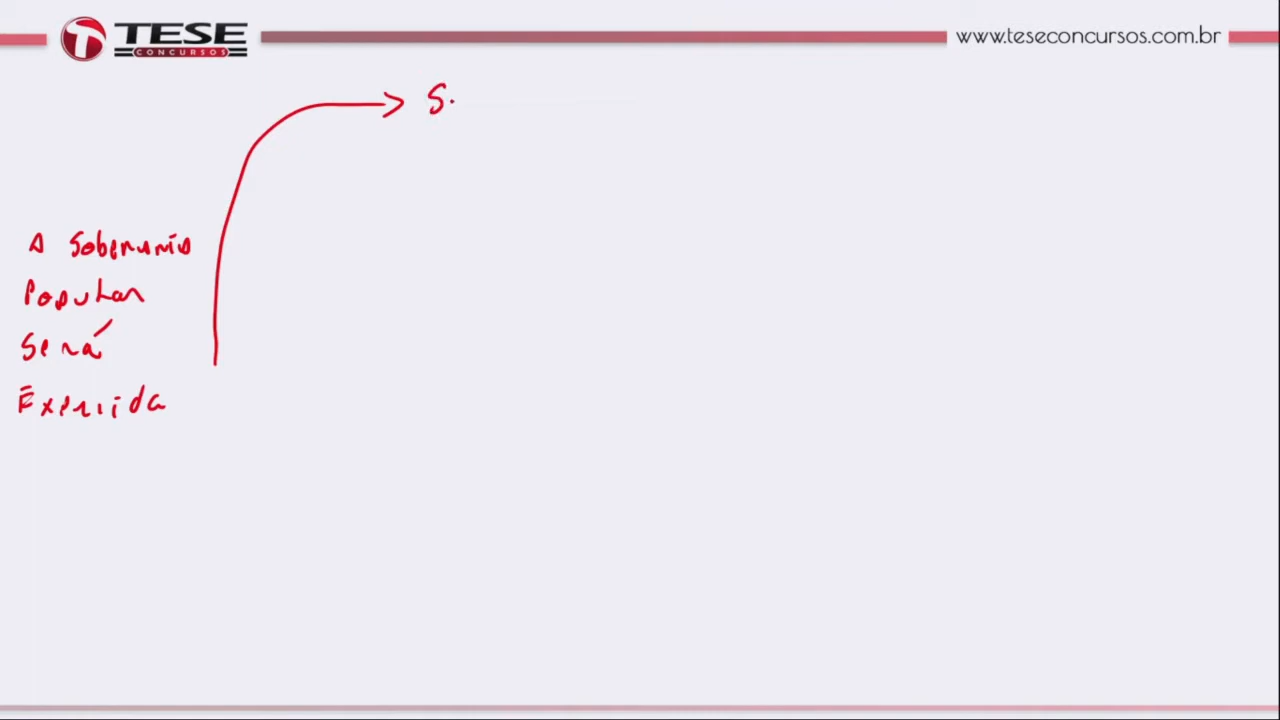 TESE
CONCURSOS
www.teseconcursos.com.br
S
A Soberania
Popular
Será
Exercida